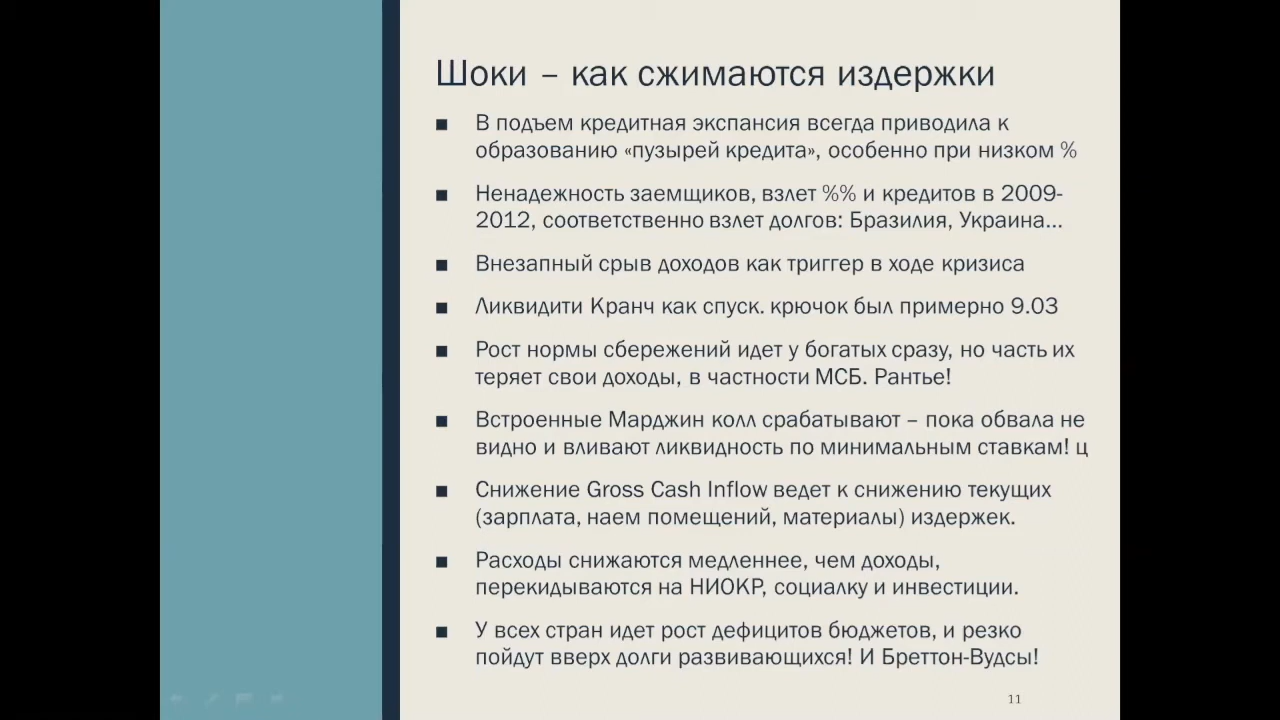 Шоки – как сжимаются издержки
■ В подъем кредитная экспансия всегда приводила к
образованию «пузырей кредита», особенно при низком %
■ Ненадежность заемщиков, взлет %% и кредитов в 2009-
2012, соответственно взлет долгов: Бразилия, Украина...
■ Внезапный срыв доходов как триггер в ходе кризиса
■ Ликвидити Кранч как спуск. крючок был примерно 9.03
■ Рост нормы сбережений идет у богатых сразу, но часть их
теряет свои доходы, в частности МСБ. Рантье!
■ Встроенные Марджин колл срабатывают – пока обвала не
видно и вливают ликвидность по минимальным ставкам! ц
■ Снижение Gross Cash Inflow ведет к снижению текущих
(зарплата, наем помещений, материалы) издержек.
■ Расходы снижаются медленнее, чем доходы,
перекидываются на НИОКР, социалку и инвестиции.
■ У всех стран идет рост дефицитов бюджетов, и резко
пойдут вверх долги развивающихся! И Бреттон-Вудсы!
11